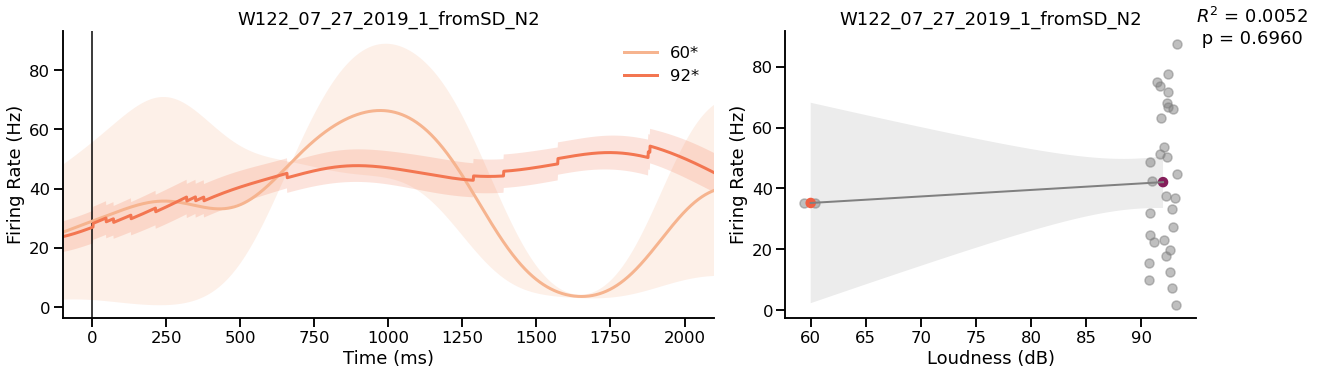 W122_07_27_2019_1_fromSD_N2
60*
92*
80
60
40
20
0
Firing Rate (Hz)
0 250 500 750 1000 1250 1500 1750 2000
Time (ms)
W122_07_27_2019_1_fromSD_N2
R² = 0.0052
p = 0.6960
80
60
40
20
0
Firing Rate (Hz)
60 65 70 75 80 85 90
Loudness (dB)